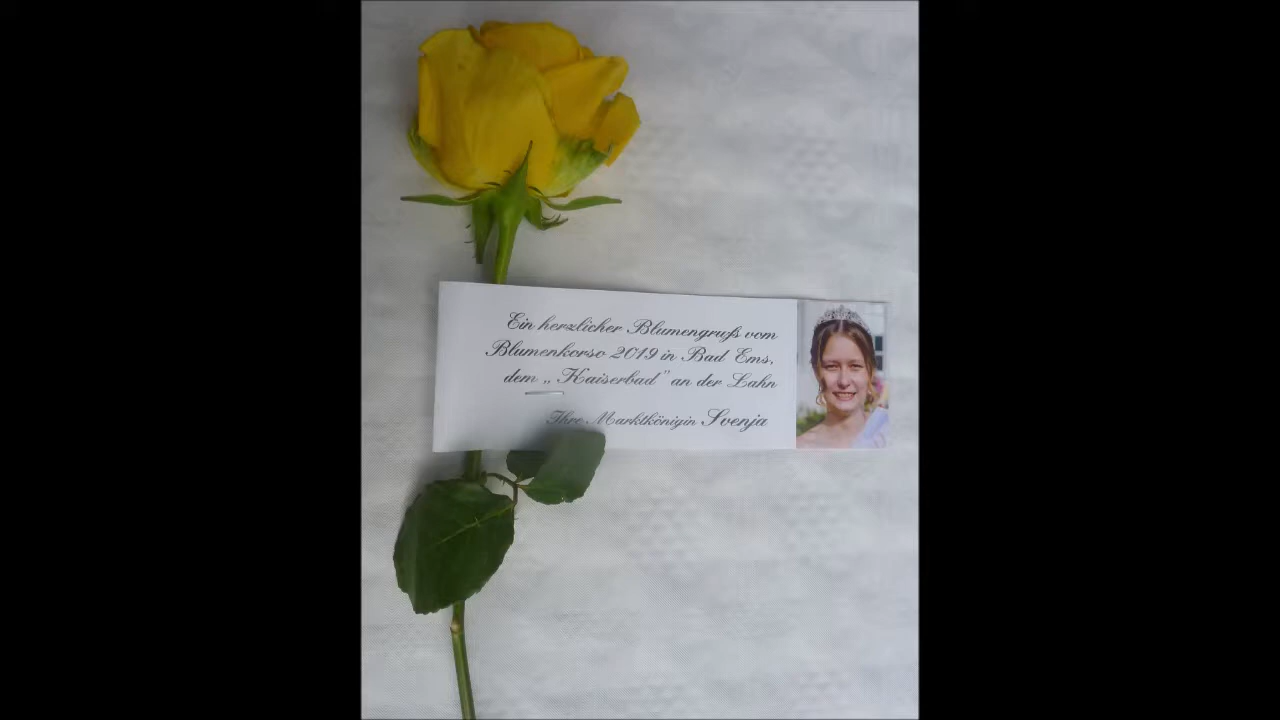 Ein herzlicher Blumengruß vom
Blumenkorso 2019 in Bad Ems,
dem „Kaiserbad” an der Lahn
Ihre Marktkönigin Svenja